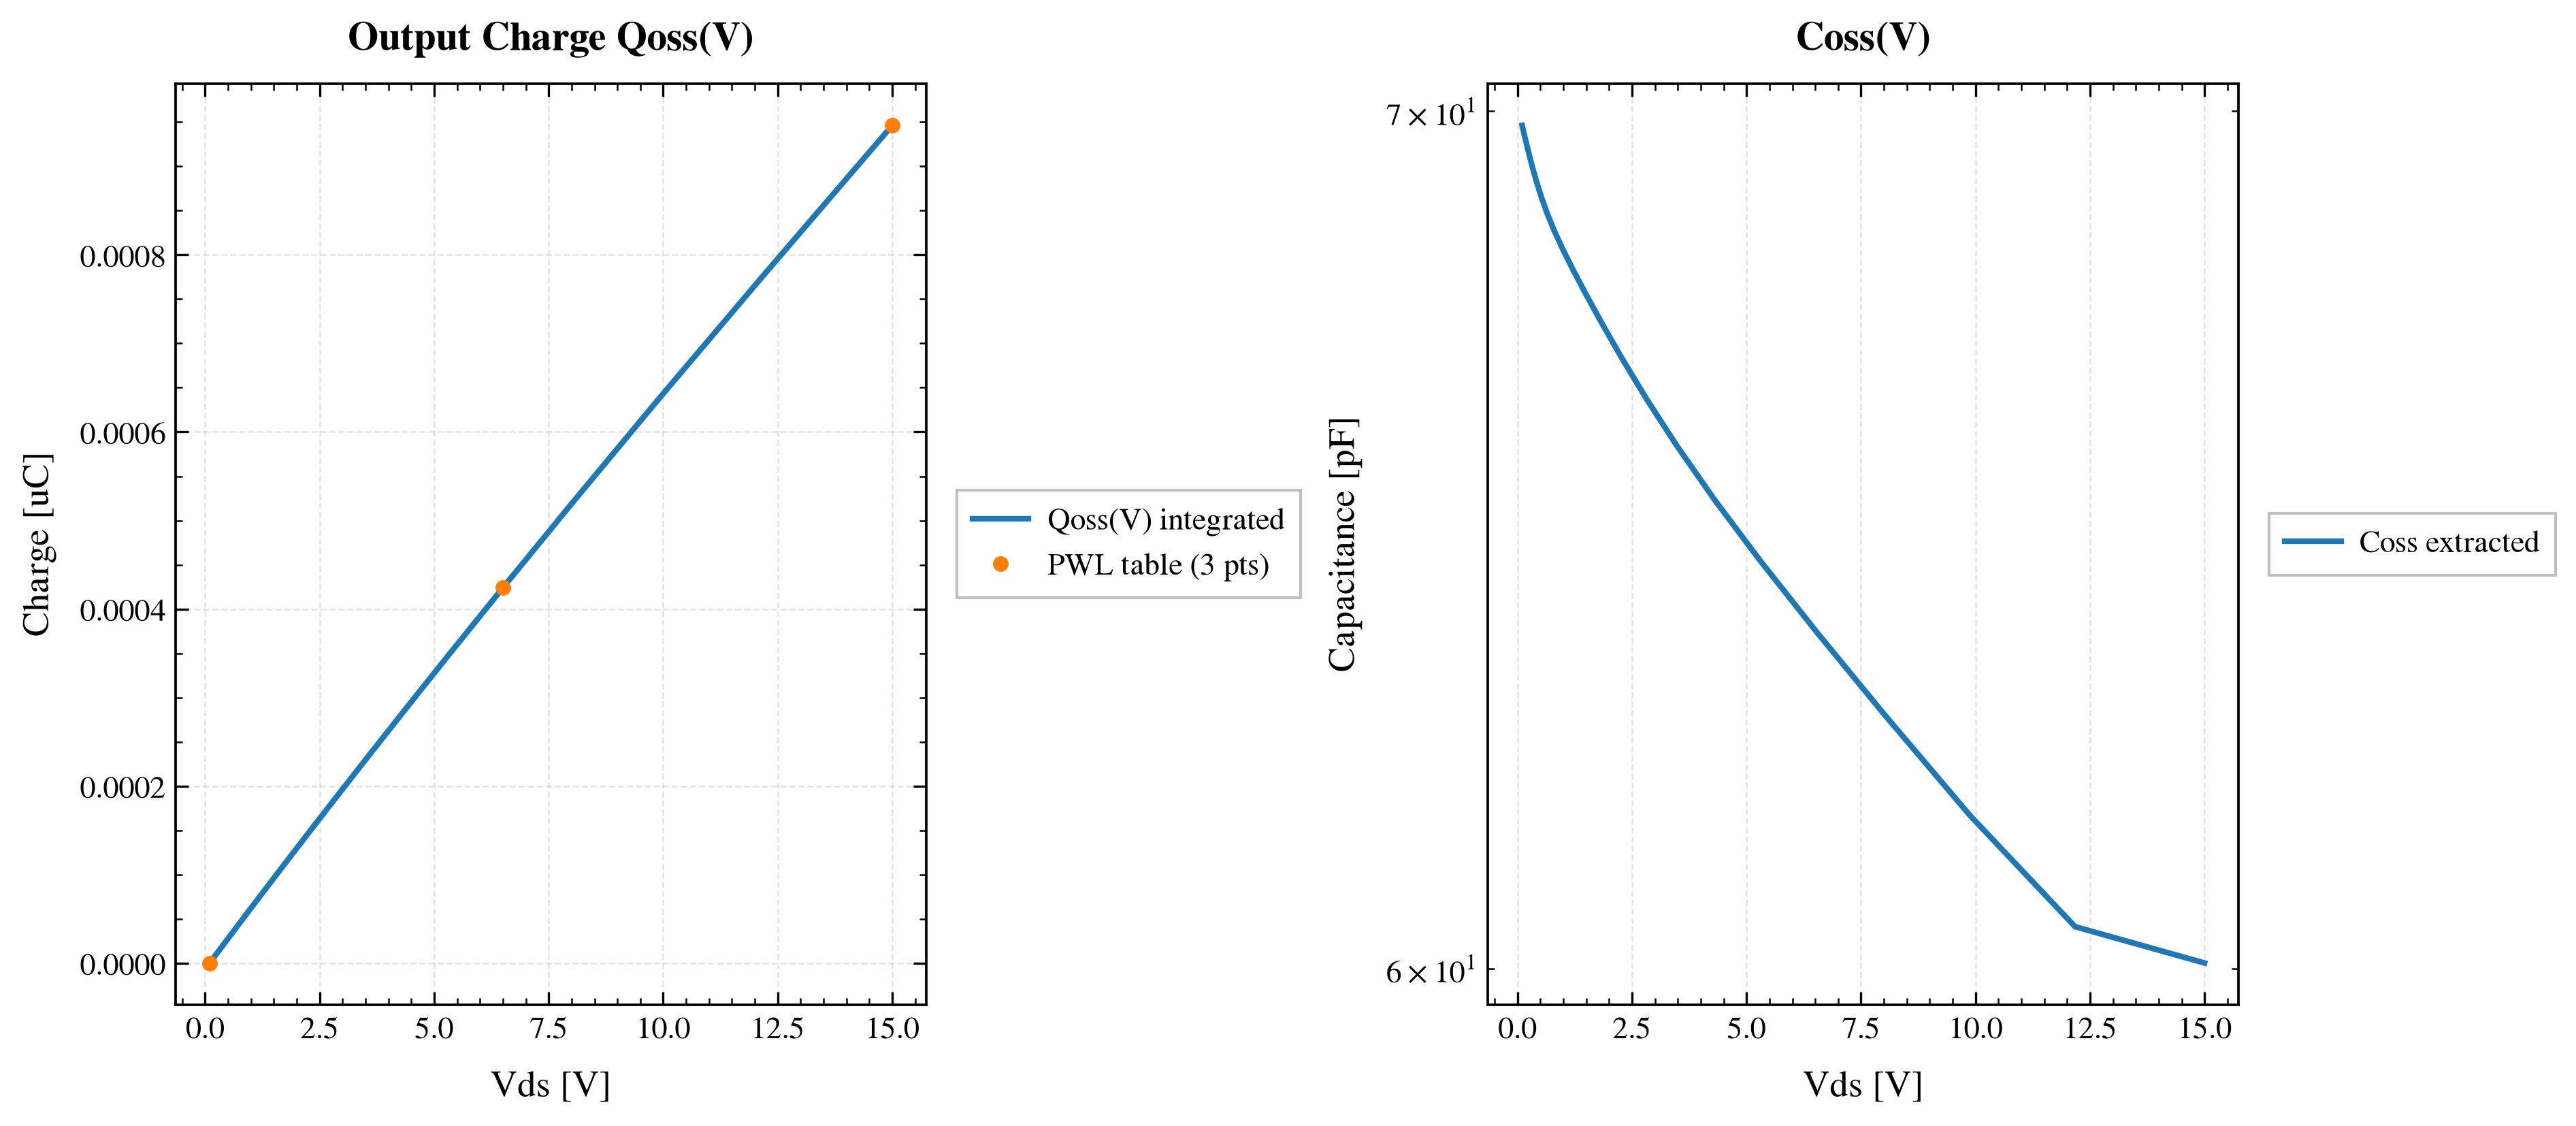 Output Charge Qoss(V)
Charge [uC]
0.0008
0.0006
0.0004
0.0002
0.0000
0.0 2.5 5.0 7.5 10.0 12.5 15.0
Vds [V]
Qoss(V) integrated
PWL table (3 pts)
Coss(V)
Capacitance [pF]
7 × 10¹
6 × 10¹
0.0 2.5 5.0 7.5 10.0 12.5 15.0
Vds [V]
Coss extracted